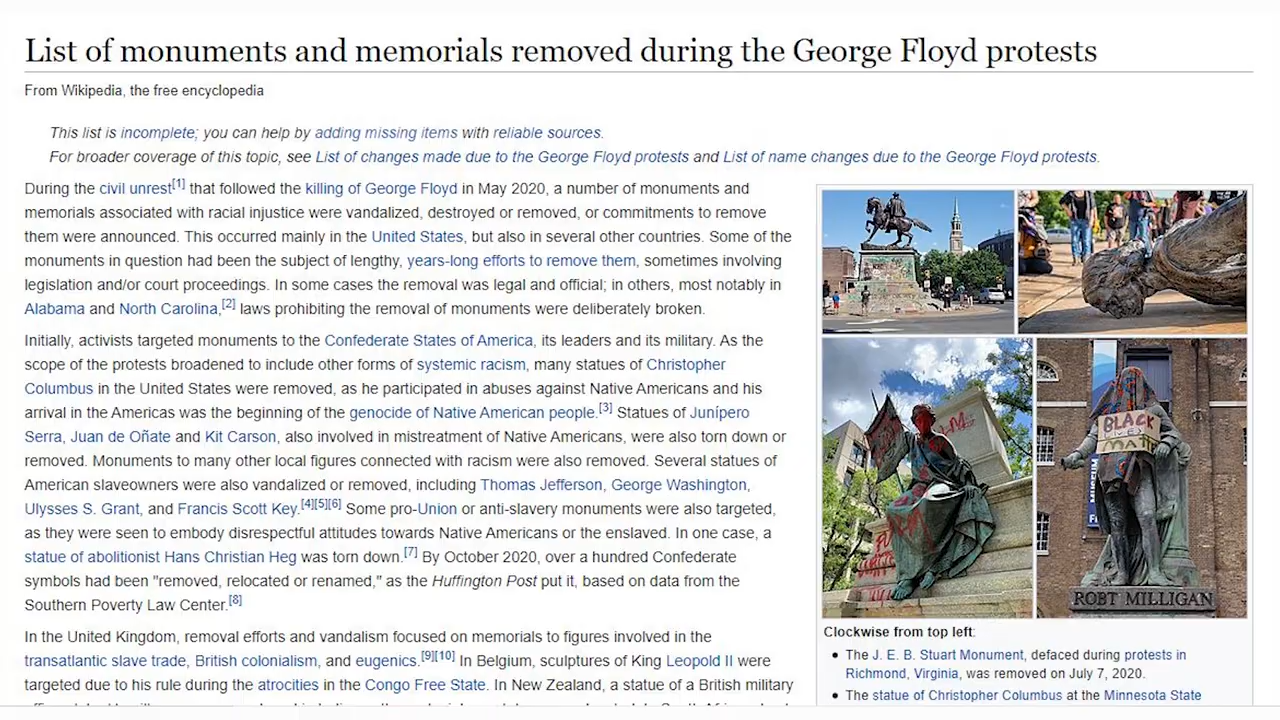 List of monuments and memorials removed during the George Floyd protests
From Wikipedia, the free encyclopedia
This list is incomplete; you can help by adding missing items with reliable sources.
For broader coverage of this topic, see List of changes made due to the George Floyd protests and List of name changes due to the George Floyd protests.
During the civil unrest[1] that followed the killing of George Floyd in May 2020, a number of monuments and
memorials associated with racial injustice were vandalized, destroyed or removed, or commitments to remove
them were announced. This occurred mainly in the United States, but also in several other countries. Some of the
monuments in question had been the subject of lengthy, years-long efforts to remove them, sometimes involving
legislation and/or court proceedings. In some cases the removal was legal and official; in others, most notably in
Alabama and North Carolina,[2] laws prohibiting the removal of monuments were deliberately broken.
Initially, activists targeted monuments to the Confederate States of America, its leaders and its military. As the
scope of the protests broadened to include other forms of systemic racism, many statues of Christopher
Columbus in the United States were removed, as he participated in abuses against Native Americans and his
arrival in the Americas was the beginning of the genocide of Native American people.[3] Statues of Junípero
Serra, Juan de Oñate and Kit Carson, also involved in mistreatment of Native Americans, were also torn down or
removed. Monuments to many other local figures connected with racism were also removed. Several statues of
American slaveowners were also vandalized or removed, including Thomas Jefferson, George Washington,
Ulysses S. Grant, and Francis Scott Key.[4][5][6] Some pro-Union or anti-slavery monuments were also targeted,
as they were seen to embody disrespectful attitudes towards Native Americans or the enslaved. In one case, a
statue of abolitionist Hans Christian Heg was torn down.[7] By October 2020, over a hundred Confederate
symbols had been "removed, relocated or renamed," as the Huffington Post put it, based on data from the
Southern Poverty Law Center.[8]
In the United Kingdom, removal efforts and vandalism focused on memorials to figures involved in the
transatlantic slave trade, British colonialism, and eugenics.[9][10] In Belgium, sculptures of King Leopold II were
targeted due to his rule during the atrocities in the Congo Free State. In New Zealand, a statue of a British military
BLACK
ROBT MILLIGAN
Clockwise from top left:
The J. E. B. Stuart Monument, defaced during protests in
Richmond, Virginia, was removed on July 7, 2020.
The statue of Christopher Columbus at the Minnesota State